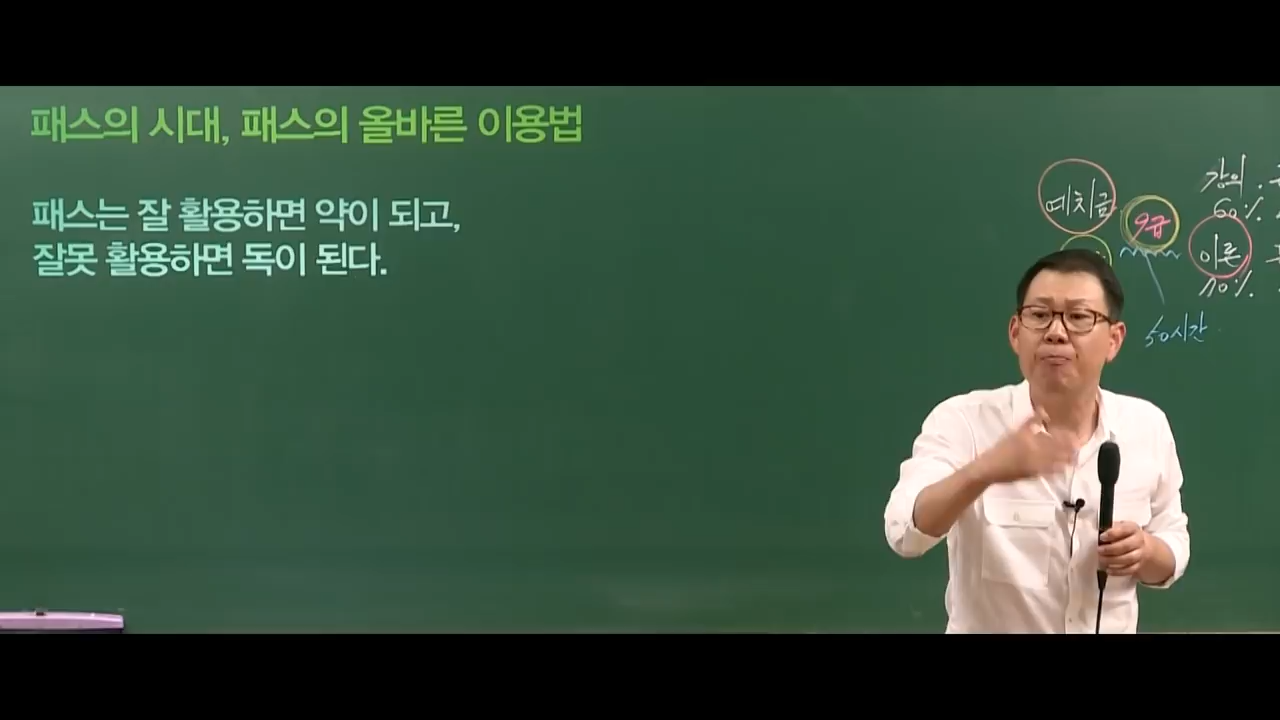 패스의 시대, 패스의 올바른 이용법
패스는 잘 활용하면 약이 되고,
잘못 활용하면 독이 된다.
예치금
9급
강의
60%
이론
70%
50시간